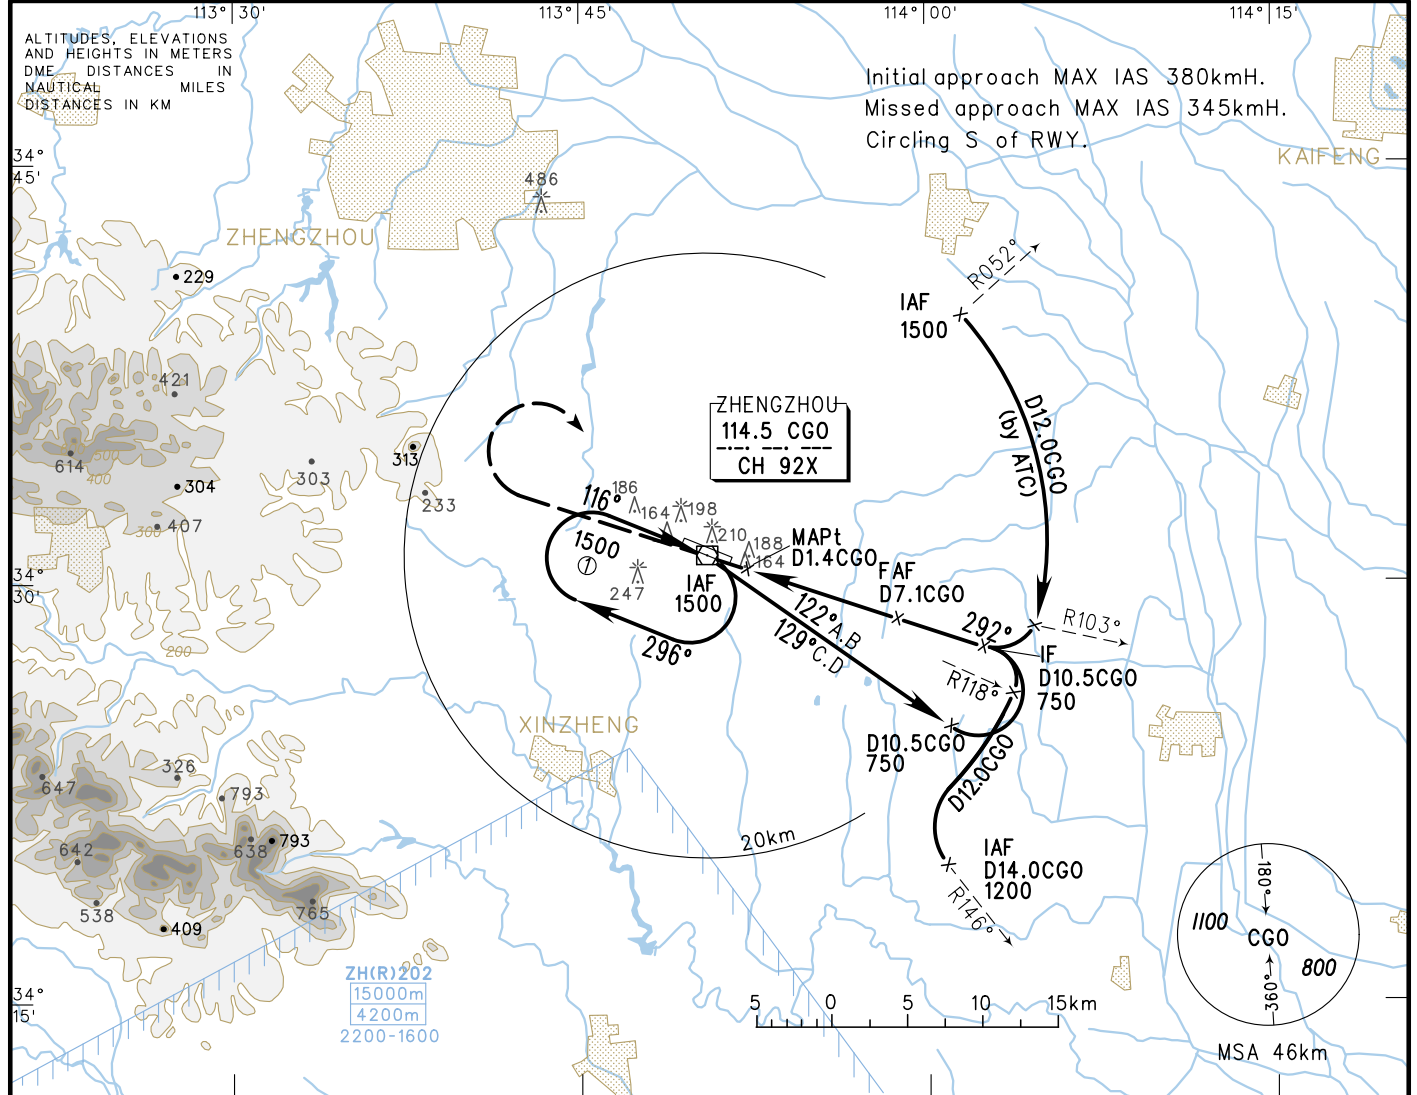 113°30'
113°45'
114°00'
114°15'
ALTITUDES, ELEVATIONS
AND HEIGHTS IN METERS
DME DISTANCES IN
NAUTICAL MILES
DISTANCES IN KM
Initial approach MAX IAS 380kmH.
Missed approach MAX IAS 345kmH.
Circling S of RWY.
34°
45'
KAIFENG
486
ZHENGZHOU
229
R052°
IAF
1500
421
ZHENGZHOU
114.5 CGO
CH 92X
D12.0CGO
(by ATC)
614
500
400
313
303
304
233
407
300
116°
186
164
198
210
188
164
1500
1
247
MAPt
D1.4CGO
IAF
1500
FAF
D7.1CGO
34°
30'
122°A.B
129°C.D
292°
R103°
296°
200
IF
D10.5CGO
750
R118°
XINZHENG
D10.5CGO
750
D12.0CGO
326
647
793
793
638
642
20km
IAF
D14.0CGO
1200
R146°
538
765
409
180°
1100
CGO
800
360°
MSA 46km
ZH(R)202
15000m
4200m
2200-1600
34°
15'
5 0 5 10 15km